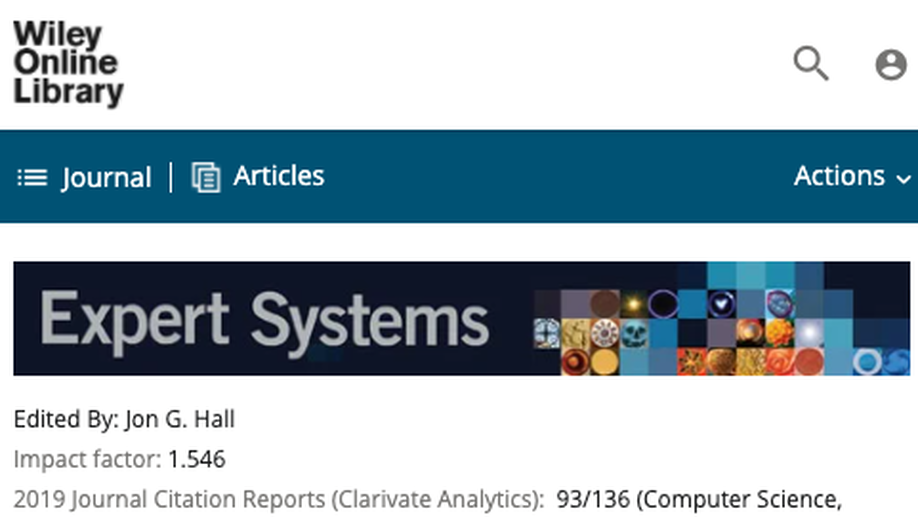 Wiley
Online
Library
Journal | Articles
Actions
Expert Systems
Edited By: Jon G. Hall
Impact factor: 1.546
2019 Journal Citation Reports (Clarivate Analytics): 93/136 (Computer Science,